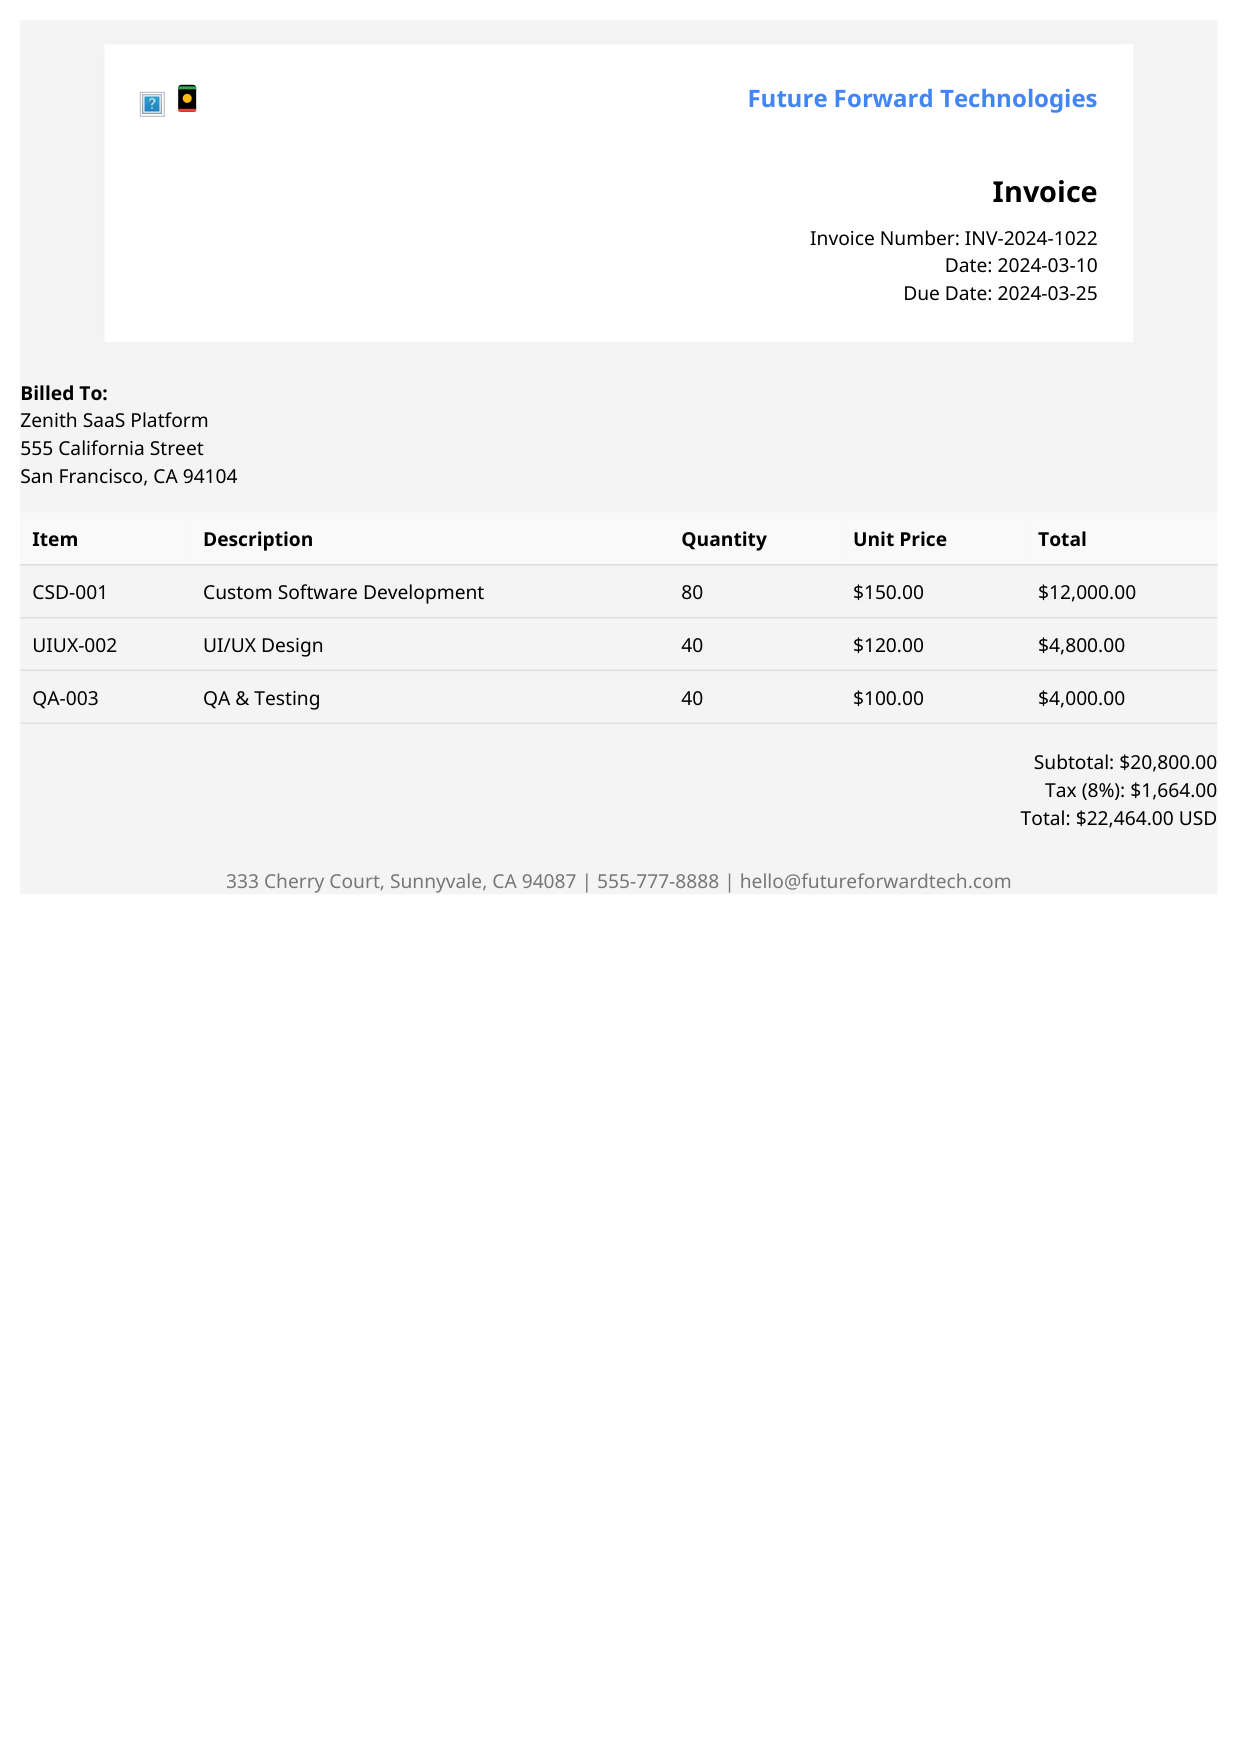 Future Forward Technologies
Invoice
Invoice Number: INV-2024-1022
Date: 2024-03-10
Due Date: 2024-03-25
Billed To:
Zenith SaaS Platform
555 California Street
San Francisco, CA 94104
Item Description Quantity Unit Price Total
CSD-001 Custom Software Development 80 $150.00 $12,000.00
UIUX-002 UI/UX Design 40 $120.00 $4,800.00
QA-003 QA & Testing 40 $100.00 $4,000.00
Subtotal: $20,800.00
Tax (8%): $1,664.00
Total: $22,464.00 USD
333 Cherry Court, Sunnyvale, CA 94087 | 555-777-8888 | hello@futureforwardtech.com